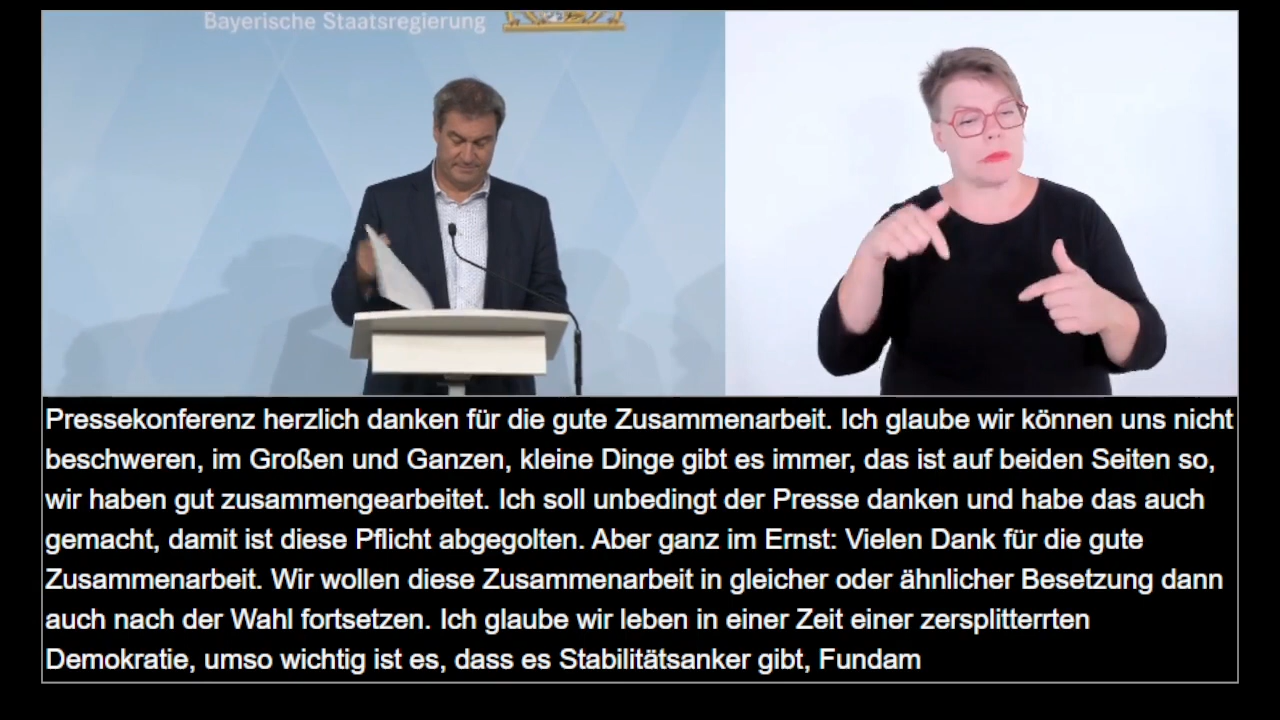 Bayerische Staatsregierung
Pressekonferenz herzlich danken für die gute Zusammenarbeit. Ich glaube wir können uns nicht
beschweren, im Großen und Ganzen, kleine Dinge gibt es immer, das ist auf beiden Seiten so,
wir haben gut zusammengearbeitet. Ich soll unbedingt der Presse danken und habe das auch
gemacht, damit ist diese Pflicht abgegolten. Aber ganz im Ernst: Vielen Dank für die gute
Zusammenarbeit. Wir wollen diese Zusammenarbeit in gleicher oder ähnlicher Besetzung dann
auch nach der Wahl fortsetzen. Ich glaube wir leben in einer Zeit einer zersplitterrten
Demokratie, umso wichtig ist es, dass es Stabilitätsanker gibt, Fundam